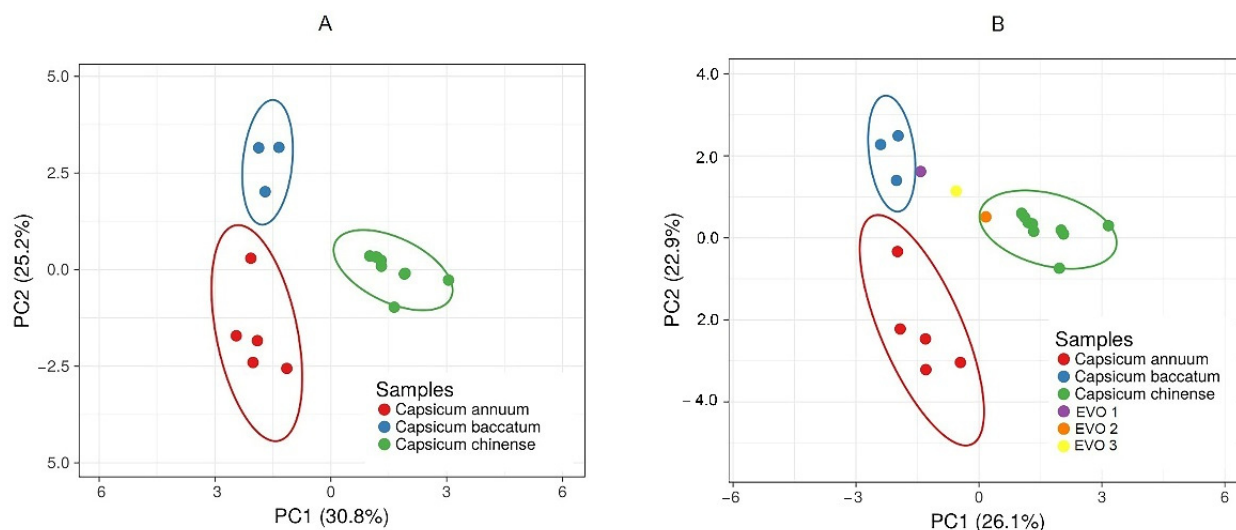 A
5.0
2.5
0.0
−2.5
5.0
PC2 (25.2%)
6
3
0
3
6
PC1 (30.8%)
Samples
Capsicum annuum
Capsicum baccatum
Capsicum chinense
B
4.0
2.0
0.0
2.0
− 4.0
PC2 (22.9%)
−6
−3
0
3
6
PC1 (26.1%)
Samples
Capsicum annuum
Capsicum baccatum
Capsicum chinense
EVO 1
EVO 2
EVO 3